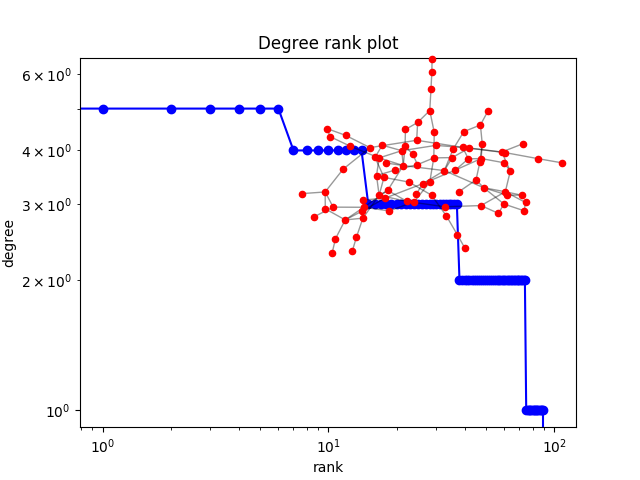 Degree rank plot
6 × 10⁰
4 × 10⁰
3 × 10⁰
2 × 10⁰
10⁰
degree
10⁰ 10¹ 10²
rank